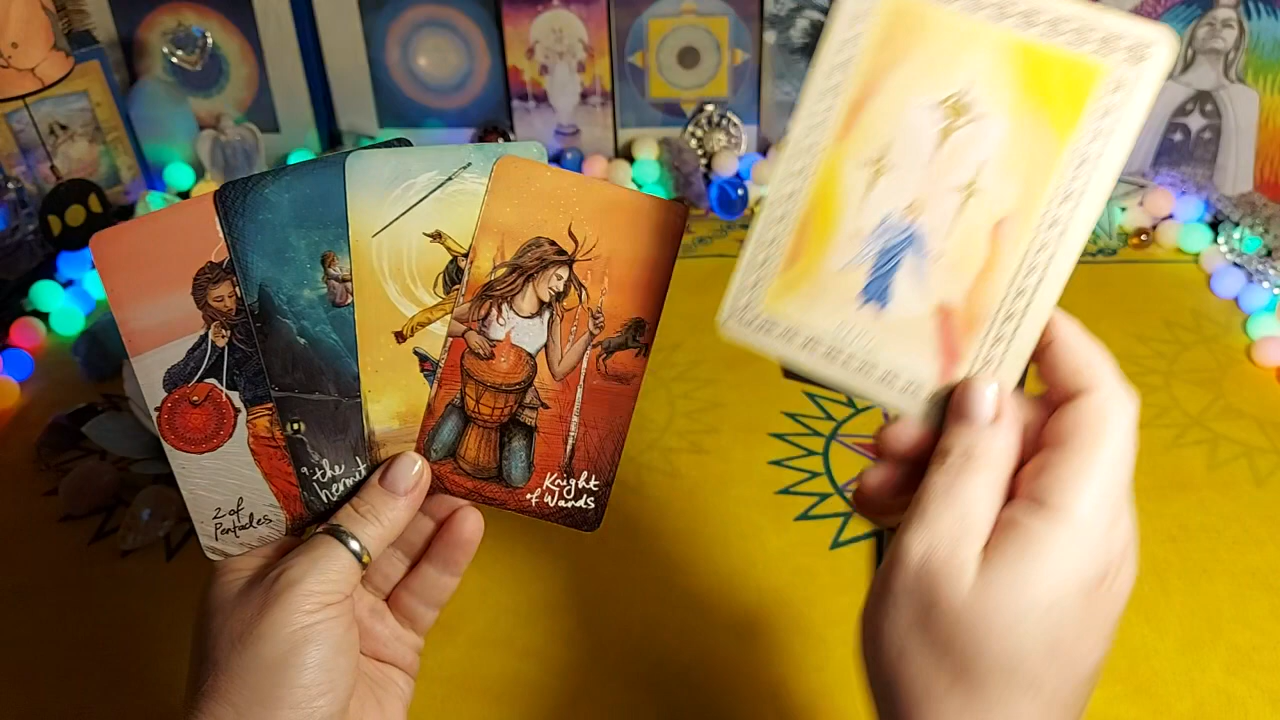 2 of
Pentacles
9. the
hermit
Knight
of Wands